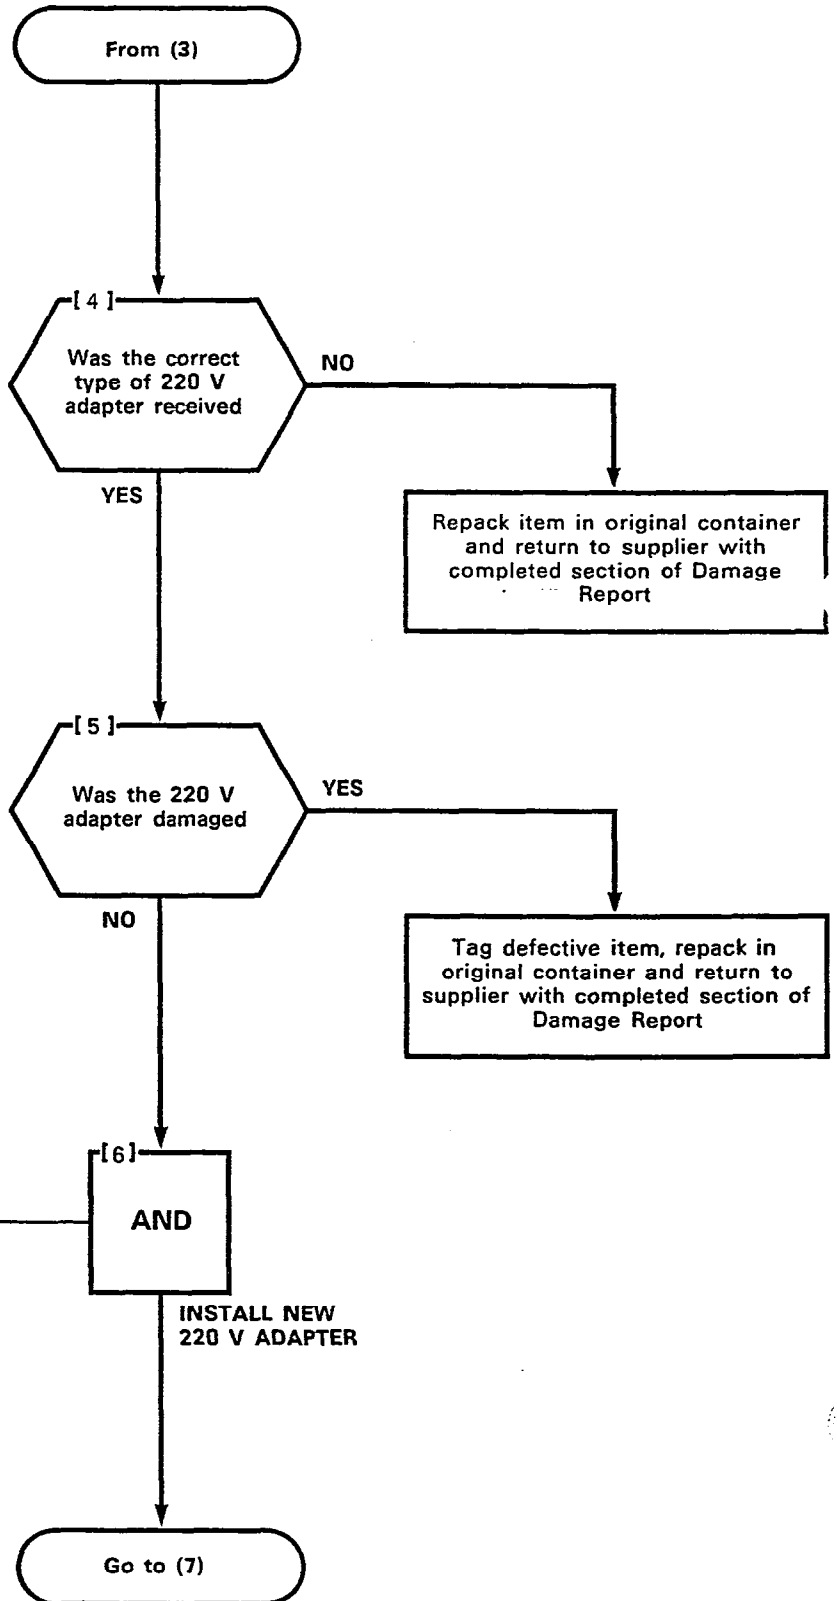 From (3)
[4]
Was the correct
type of 220 V
adapter received
NO
YES
Repack item in original container
and return to supplier with
completed section of Damage
Report
[5]
Was the 220 V
adapter damaged
YES
NO
Tag defective item, repack in
original container and return to
supplier with completed section of
Damage Report
[6]
AND
INSTALL NEW
220 V ADAPTER
Go to (7)